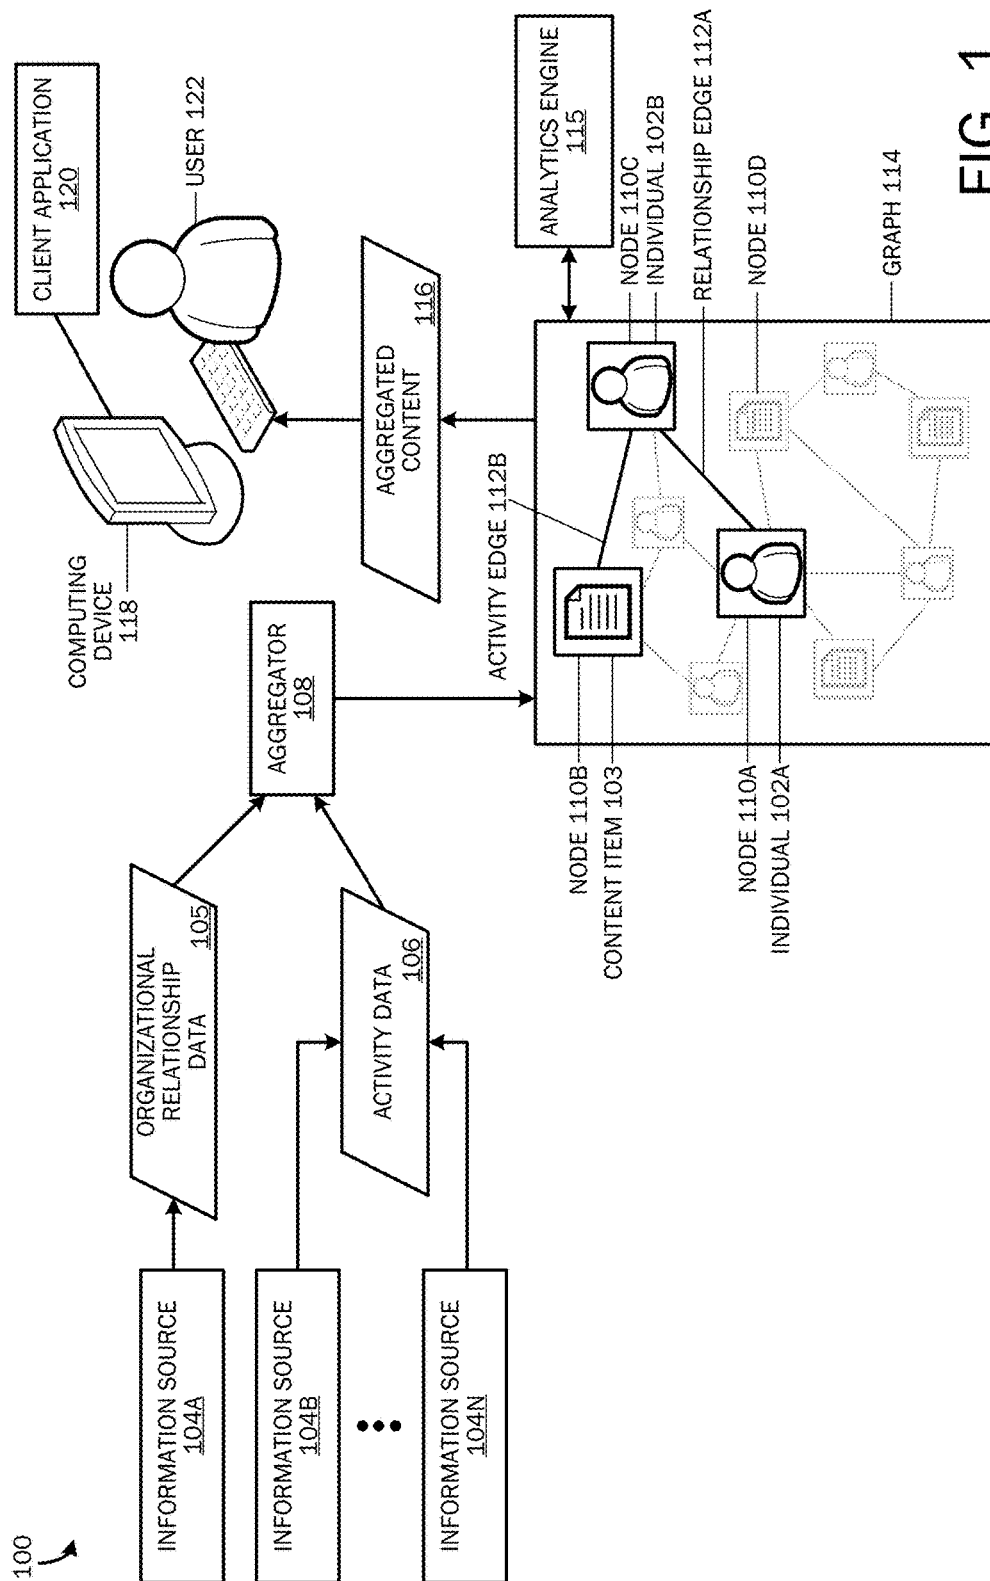 100
INFORMATION SOURCE
104A
INFORMATION SOURCE
104B
INFORMATION SOURCE
104N
ORGANIZATIONAL
RELATIONSHIP
DATA
105
ACTIVITY DATA
106
AGGREGATOR
108
COMPUTING
DEVICE
118
CLIENT APPLICATION
120
USER 122
AGGREGATED
CONTENT
116
ANALYTICS ENGINE
115
ACTIVITY EDGE 112B
NODE 110B
CONTENT ITEM 103
NODE 110A
INDIVIDUAL 102A
NODE 110C
INDIVIDUAL 102B
RELATIONSHIP EDGE 112A
NODE 110D
GRAPH 114
FIG. 1